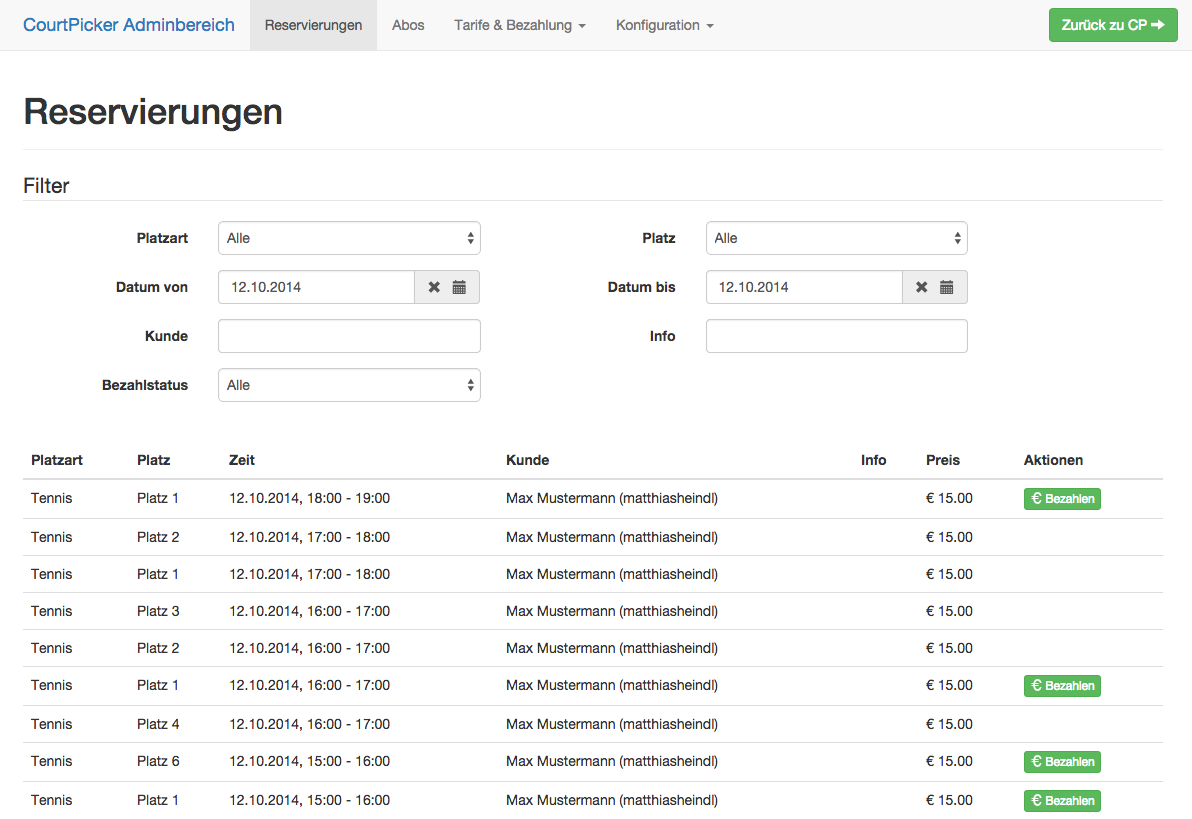 CourtPicker Adminbereich Reservierungen Abos Tarife & Bezahlung Konfiguration Zurück zu CP
Reservierungen
Filter
Platzart Alle Platz Alle
Datum von 12.10.2014 Datum bis 12.10.2014
Kunde Info
Bezahlstatus Alle
Platzart Platz Zeit Kunde Info Preis Aktionen
Tennis Platz 1 12.10.2014, 18:00 - 19:00 Max Mustermann (matthiasheindl) € 15.00 € Bezahlen
Tennis Platz 2 12.10.2014, 17:00 - 18:00 Max Mustermann (matthiasheindl) € 15.00
Tennis Platz 1 12.10.2014, 17:00 - 18:00 Max Mustermann (matthiasheindl) € 15.00
Tennis Platz 3 12.10.2014, 16:00 - 17:00 Max Mustermann (matthiasheindl) € 15.00
Tennis Platz 2 12.10.2014, 16:00 - 17:00 Max Mustermann (matthiasheindl) € 15.00
Tennis Platz 1 12.10.2014, 16:00 - 17:00 Max Mustermann (matthiasheindl) € 15.00 € Bezahlen
Tennis Platz 4 12.10.2014, 16:00 - 17:00 Max Mustermann (matthiasheindl) € 15.00
Tennis Platz 6 12.10.2014, 15:00 - 16:00 Max Mustermann (matthiasheindl) € 15.00 € Bezahlen
Tennis Platz 1 12.10.2014, 15:00 - 16:00 Max Mustermann (matthiasheindl) € 15.00 € Bezahlen